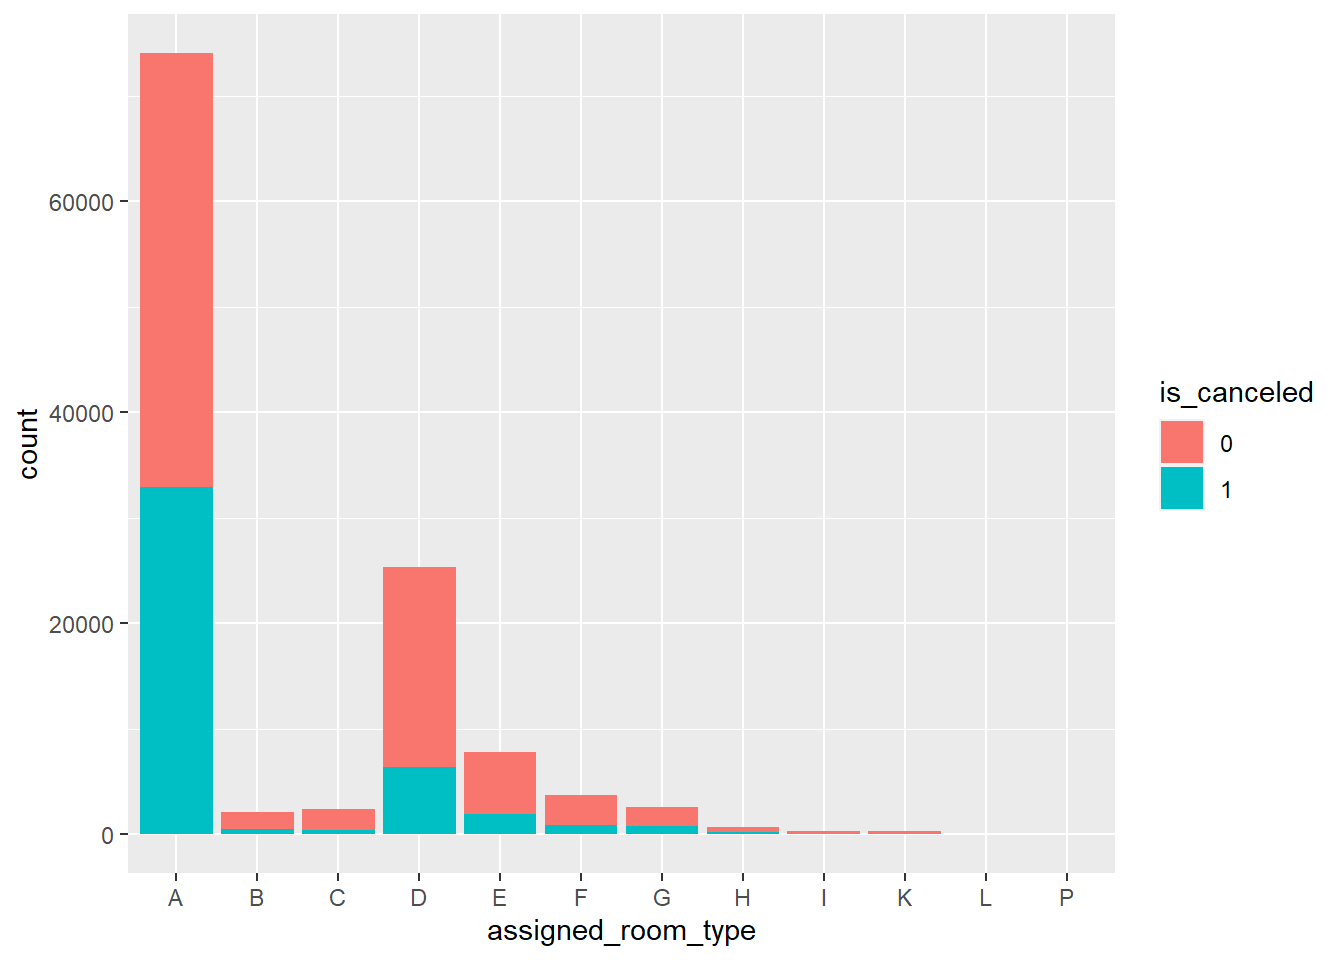 60000
40000
20000
0
count
A B C D E F G H I K L P
assigned_room_type
is_canceled
0
1